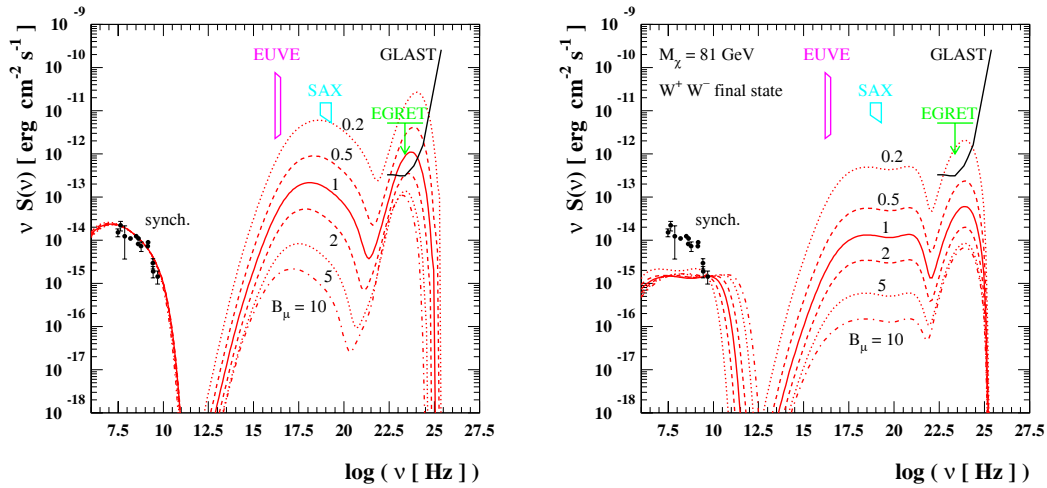 ν S(ν) [ erg cm⁻² s⁻¹ ]
10⁻⁹
10⁻¹⁰
10⁻¹¹
10⁻¹²
10⁻¹³
10⁻¹⁴
10⁻¹⁵
10⁻¹⁶
10⁻¹⁷
10
EUVE
SAX
GLAST
EGRET
0.2
0.5
1
2
5
B_μ = 10
synch.
7.5 10 12.5 15 17.5 20 22.5 25 27.5
log ( ν [ Hz ] )
ν S(ν) [ erg cm⁻² s⁻¹ ]
10⁻⁹
10⁻¹⁰
10⁻¹¹
10⁻¹²
10⁻¹³
10⁻¹⁴
10⁻¹⁵
10⁻¹⁶
10⁻¹⁷
10
M_χ = 81 GeV
W⁺ W⁻ final state
EUVE
SAX
GLAST
EGRET
0.2
0.5
1
2
5
B_μ = 10
synch.
7.5 10 12.5 15 17.5 20 22.5 25 27.5
log ( ν [ Hz ] )